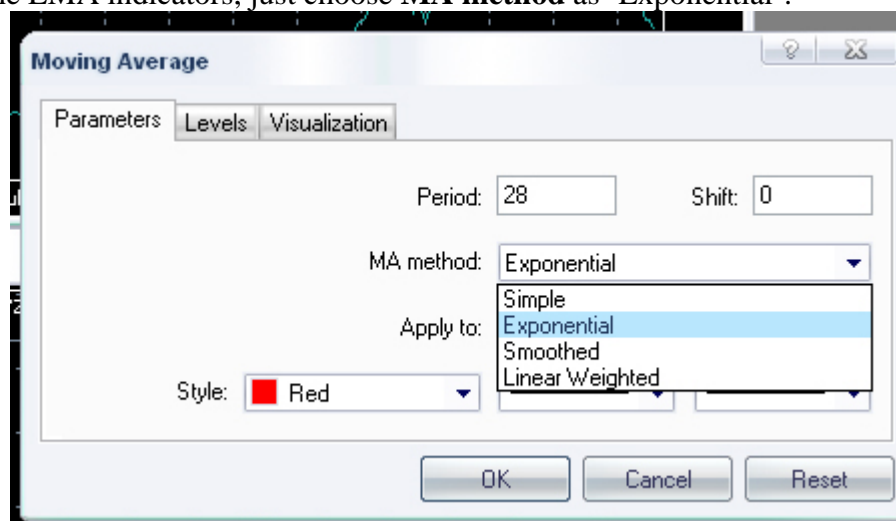 EMA indicators, just choose MA method as "Exponential".
Moving Average
Parameters Levels Visualization
Period: 28 Shift: 0
MA method: Exponential
Simple
Apply to: Exponential
Smoothed
Linear Weighted
Style: Red
OK Cancel Reset